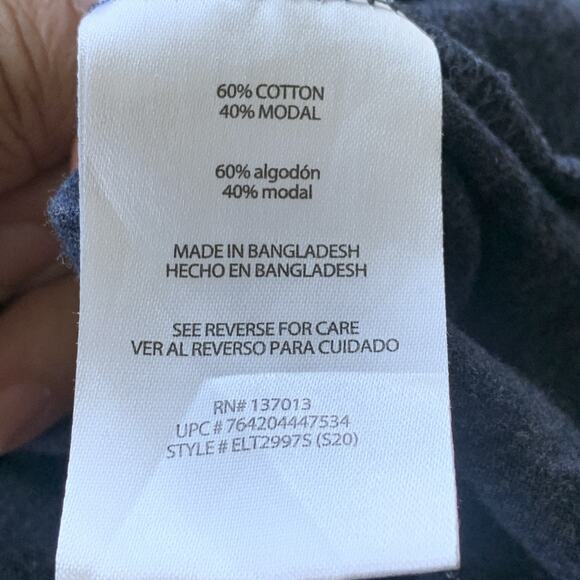 60% COTTON
40% MODAL
60% algodón
40% modal
MADE IN BANGLADESH
HECHO EN BANGLADESH
SEE REVERSE FOR CARE
VER AL REVERSO PARA CUIDADO
RN# 137013
UPC # 764204447534
STYLE # ELT2997S (S20)